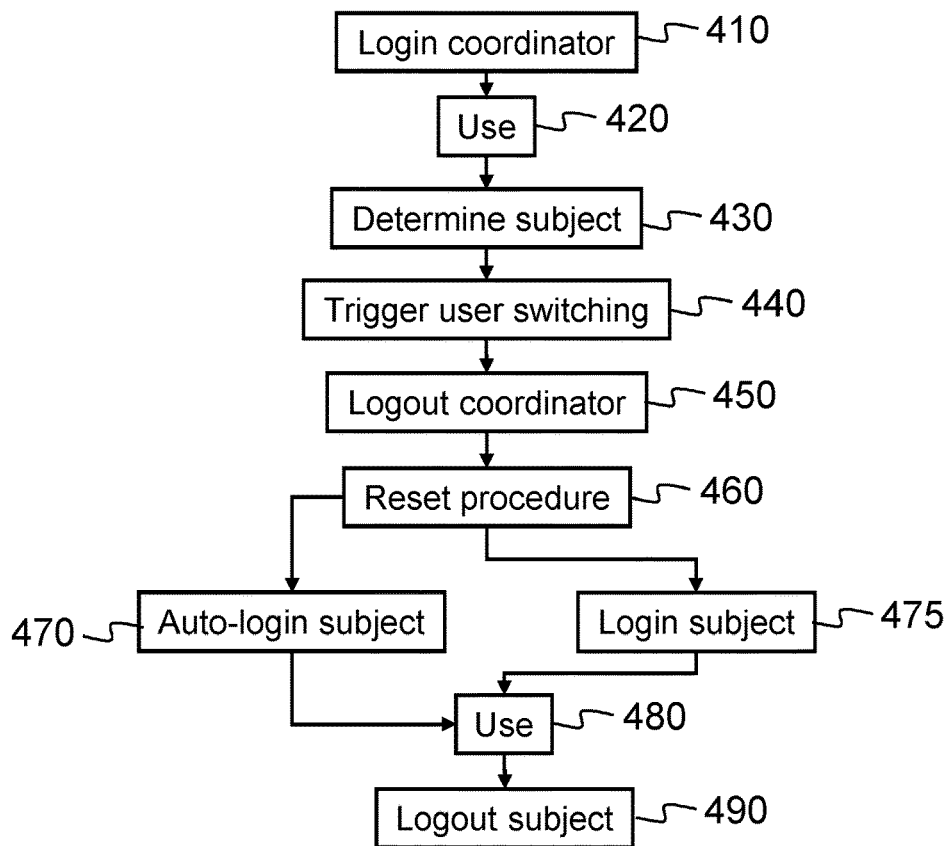 Login coordinator 410
Use 420
Determine subject 430
Trigger user switching 440
Logout coordinator 450
Reset procedure 460
470 Auto-login subject
Login subject 475
Use 480
Logout subject 490